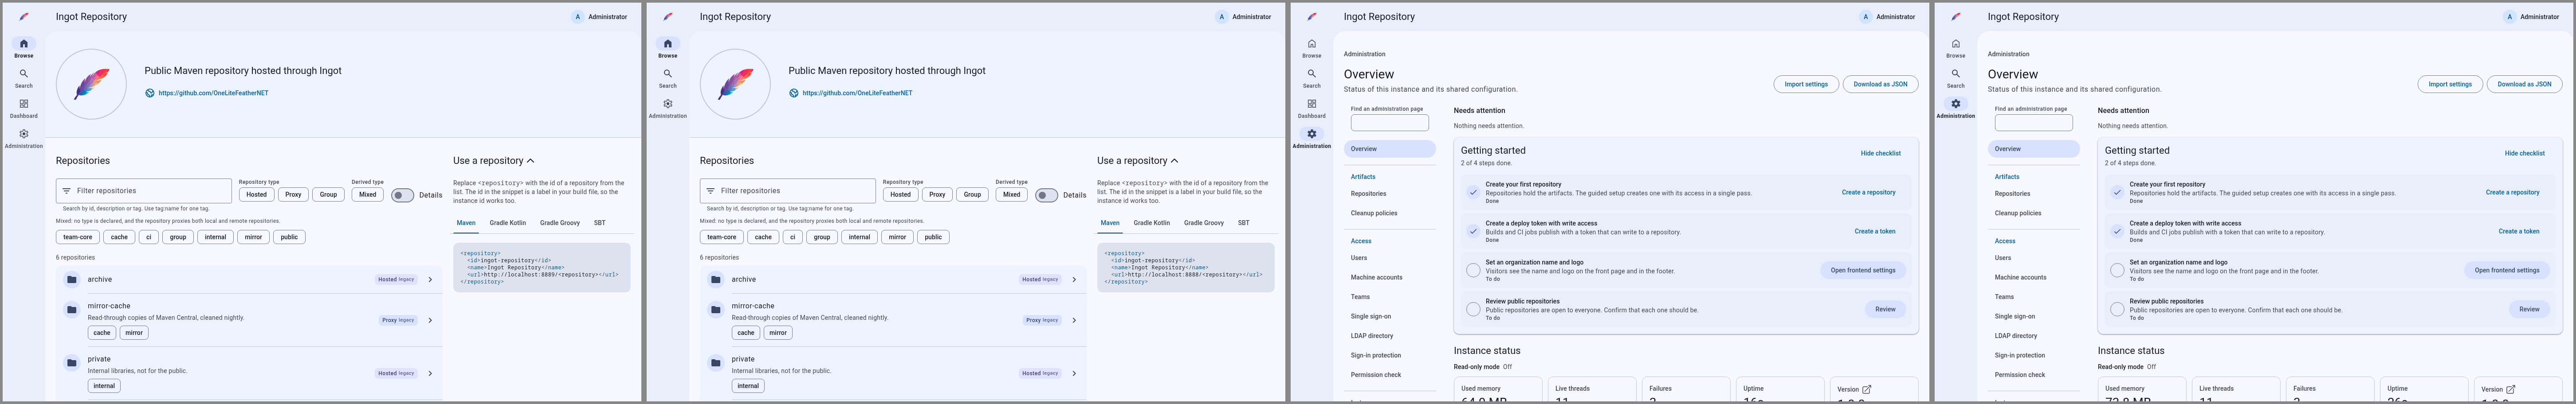 Ingot Repository
A Administrator
Browse
Search
Dashboard
Administration
Public Maven repository hosted through Ingot
https://github.com/OneLiteFeatherNET
Repositories
Filter repositories
Search by id, description or tag. Use tag:name for one tag.
Repository type
Hosted Proxy Group
Derived type
Mixed
Details
Mixed: no type is declared, and the repository proxies both local and remote repositories.
team-core cache ci group internal mirror public
6 repositories
archive
Hosted legacy
mirror-cache
Read-through copies of Maven Central, cleaned nightly.
cache mirror
Proxy legacy
private
Internal libraries, not for the public.
internal
Hosted legacy
Use a repository
Replace <repository> with the id of a repository from the
list. The id in the snippet is a label in your build file, so the
instance id works too.
Maven Gradle Kotlin Gradle Groovy SBT
<repository>
<id>ingot-repository</id>
<name>Ingot Repository</name>
<url>http://localhost:8889/<repository></url>
</repository>
Ingot Repository
A Administrator
Browse
Search
Administration
Public Maven repository hosted through Ingot
https://github.com/OneLiteFeatherNET
Repositories
Filter repositories
Search by id, description or tag. Use tag:name for one tag.
Repository type
Hosted Proxy Group
Derived type
Mixed
Details
Mixed: no type is declared, and the repository proxies both local and remote repositories.
team-core cache ci group internal mirror public
6 repositories
archive
Hosted legacy
mirror-cache
Read-through copies of Maven Central, cleaned nightly.
cache mirror
Proxy legacy
private
Internal libraries, not for the public.
internal
Hosted legacy
Use a repository
Replace <repository> with the id of a repository from the
list. The id in the snippet is a label in your build file, so the
instance id works too.
Maven Gradle Kotlin Gradle Groovy SBT
<repository>
<id>ingot-repository</id>
<name>Ingot Repository</name>
<url>http://localhost:8888/<repository></url>
</repository>
Ingot Repository
A Administrator
Browse
Search
Dashboard
Administration
Administration
Overview
Status of this instance and its shared configuration.
Import settings Download as JSON
Find an administration page
Overview
Artifacts
Repositories
Cleanup policies
Access
Users
Machine accounts
Teams
Single sign-on
LDAP directory
Sign-in protection
Permission check
Needs attention
Nothing needs attention.
Getting started
2 of 4 steps done.
Hide checklist
Create your first repository
Repositories hold the artifacts. The guided setup creates one with its access in a single pass.
Done
Create a repository
Create a deploy token with write access
Builds and CI jobs publish with a token that can write to a repository.
Done
Create a token
Set an organization name and logo
Visitors see the name and logo on the front page and in the footer.
To do
Open frontend settings
Review public repositories
Public repositories are open to everyone. Confirm that each one should be.
To do
Review
Instance status
Read-only mode Off
Used memory
Live threads
Failures
Uptime
Version
Ingot Repository
A Administrator
Browse
Search
Administration
Administration
Overview
Status of this instance and its shared configuration.
Import settings Download as JSON
Find an administration page
Overview
Artifacts
Repositories
Cleanup policies
Access
Users
Machine accounts
Teams
Single sign-on
LDAP directory
Sign-in protection
Permission check
Needs attention
Nothing needs attention.
Getting started
2 of 4 steps done.
Hide checklist
Create your first repository
Repositories hold the artifacts. The guided setup creates one with its access in a single pass.
Done
Create a repository
Create a deploy token with write access
Builds and CI jobs publish with a token that can write to a repository.
Done
Create a token
Set an organization name and logo
Visitors see the name and logo on the front page and in the footer.
To do
Open frontend settings
Review public repositories
Public repositories are open to everyone. Confirm that each one should be.
To do
Review
Instance status
Read-only mode Off
Used memory
Live threads
Failures
Uptime
Version